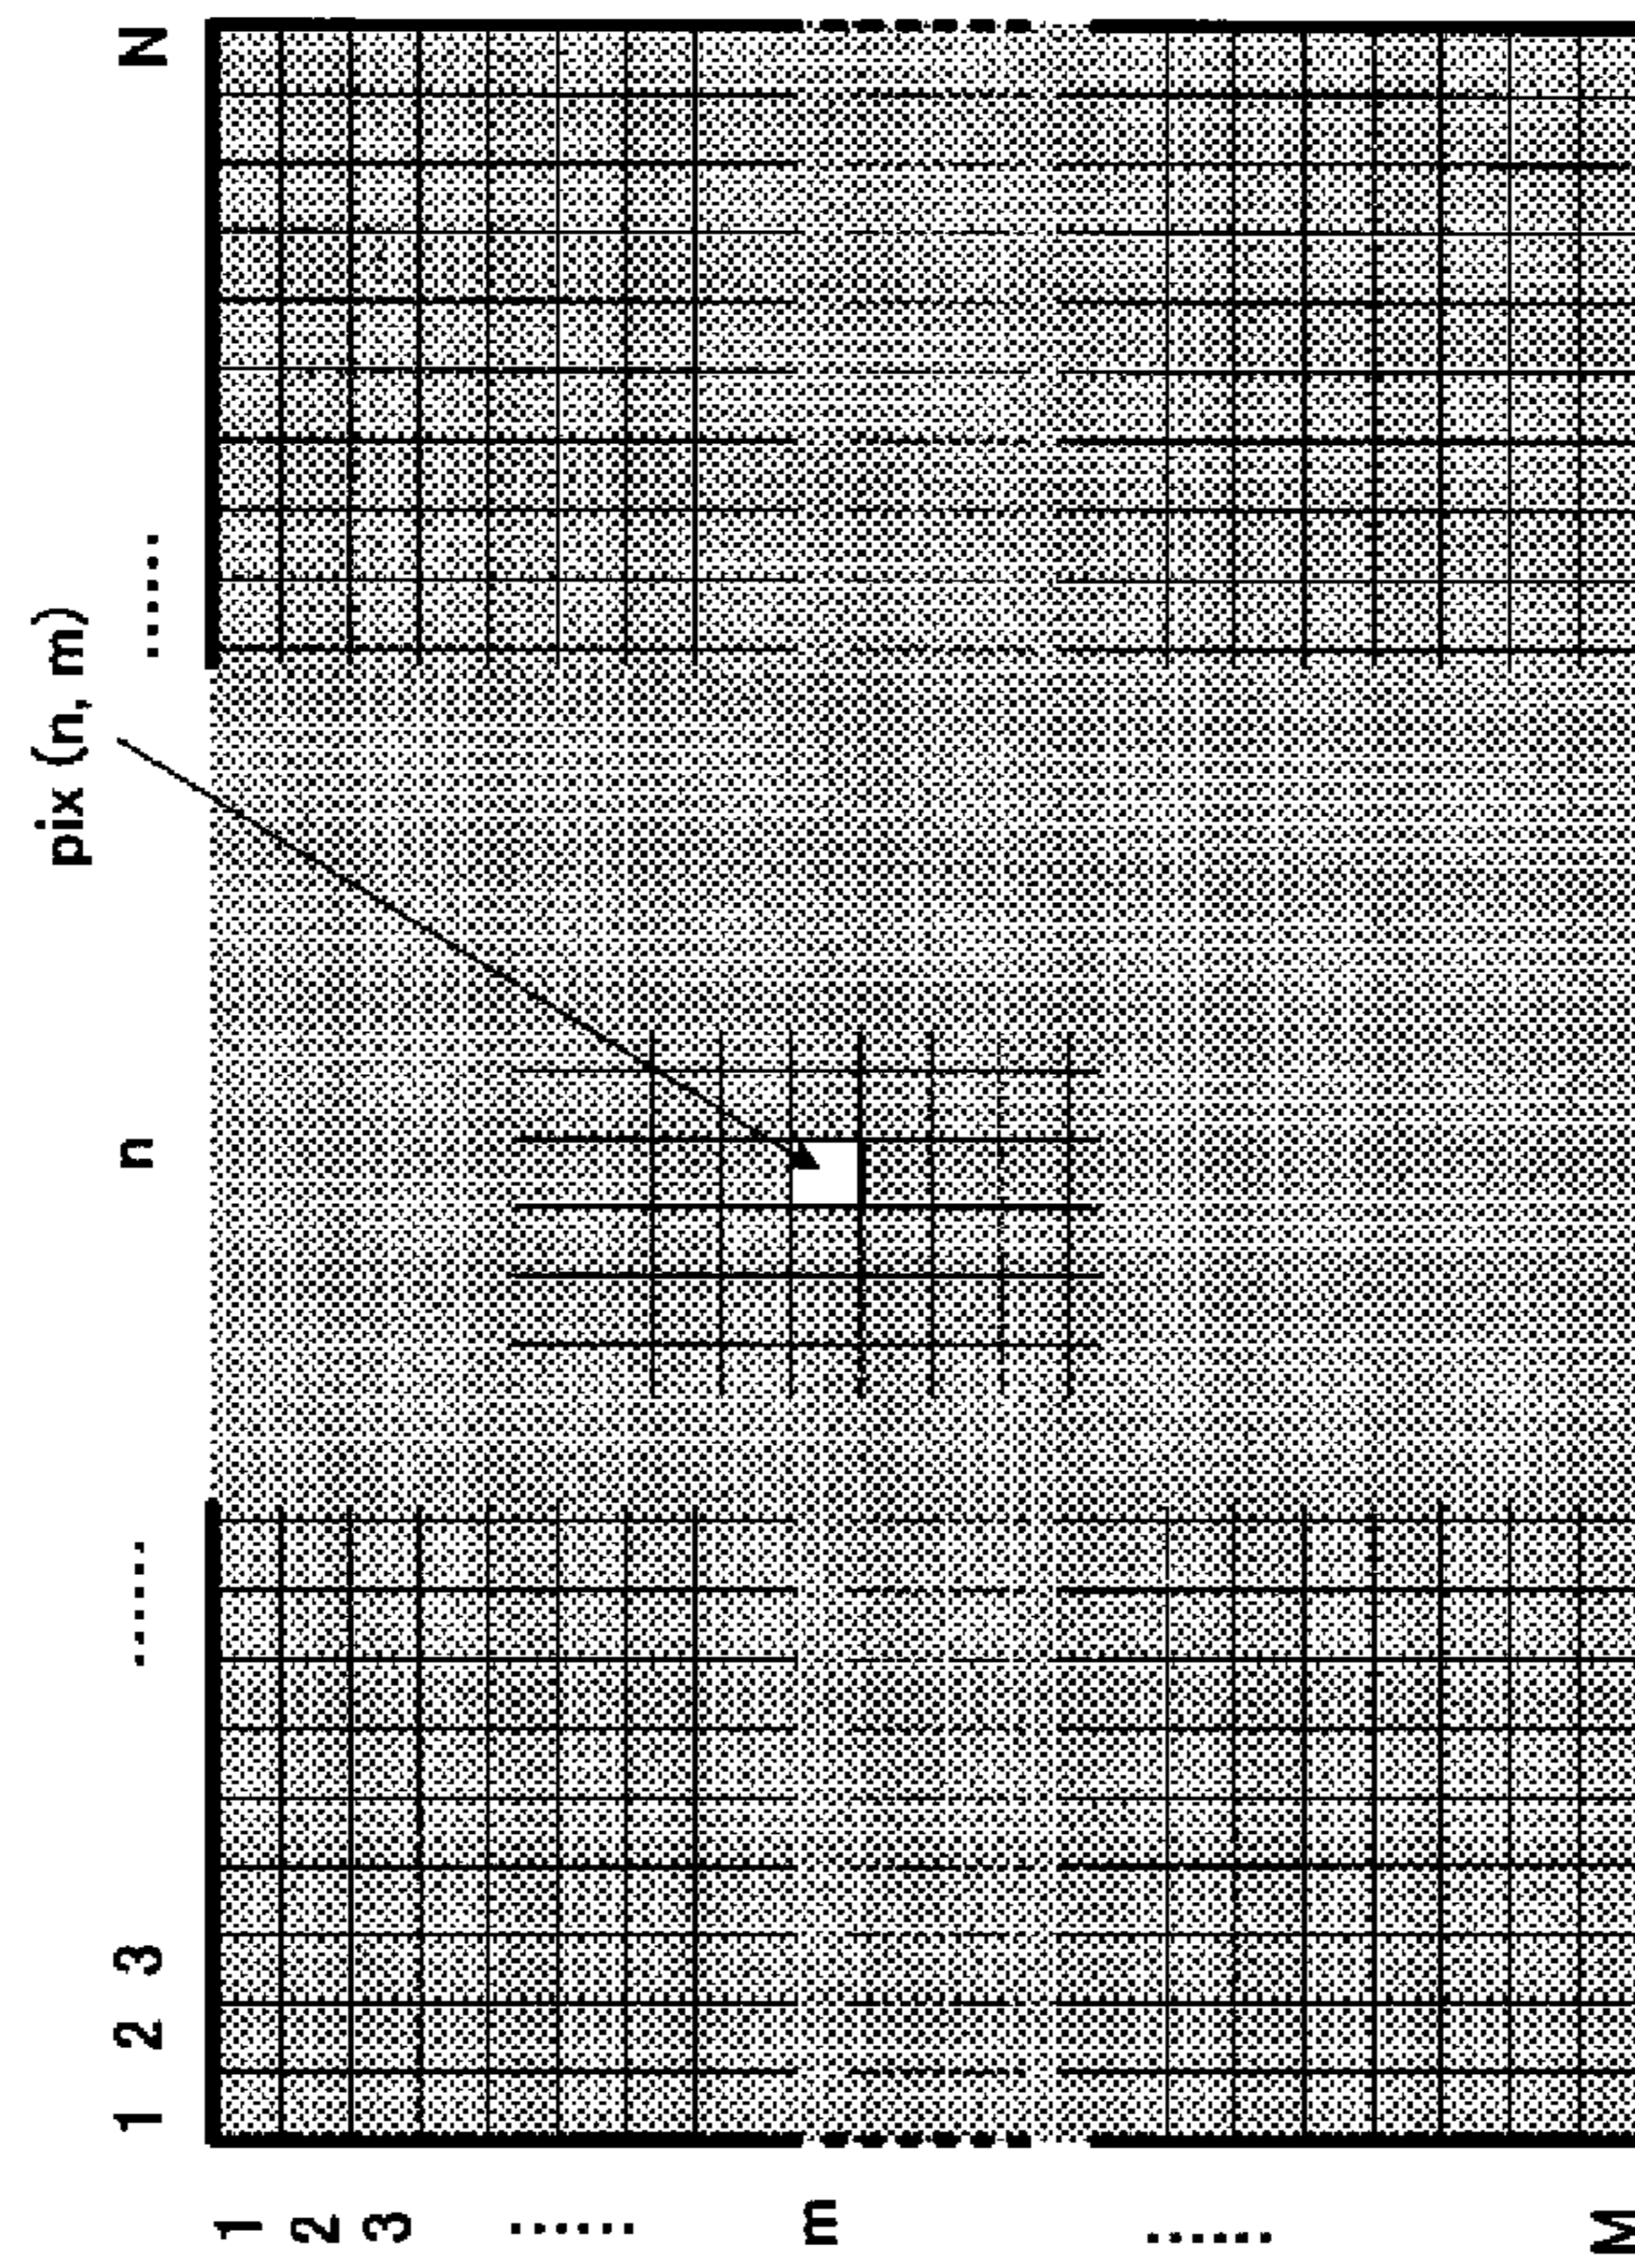 pix (n, m)
1 2 3 ...... n ...... N
1
2
3
......
m
......
M